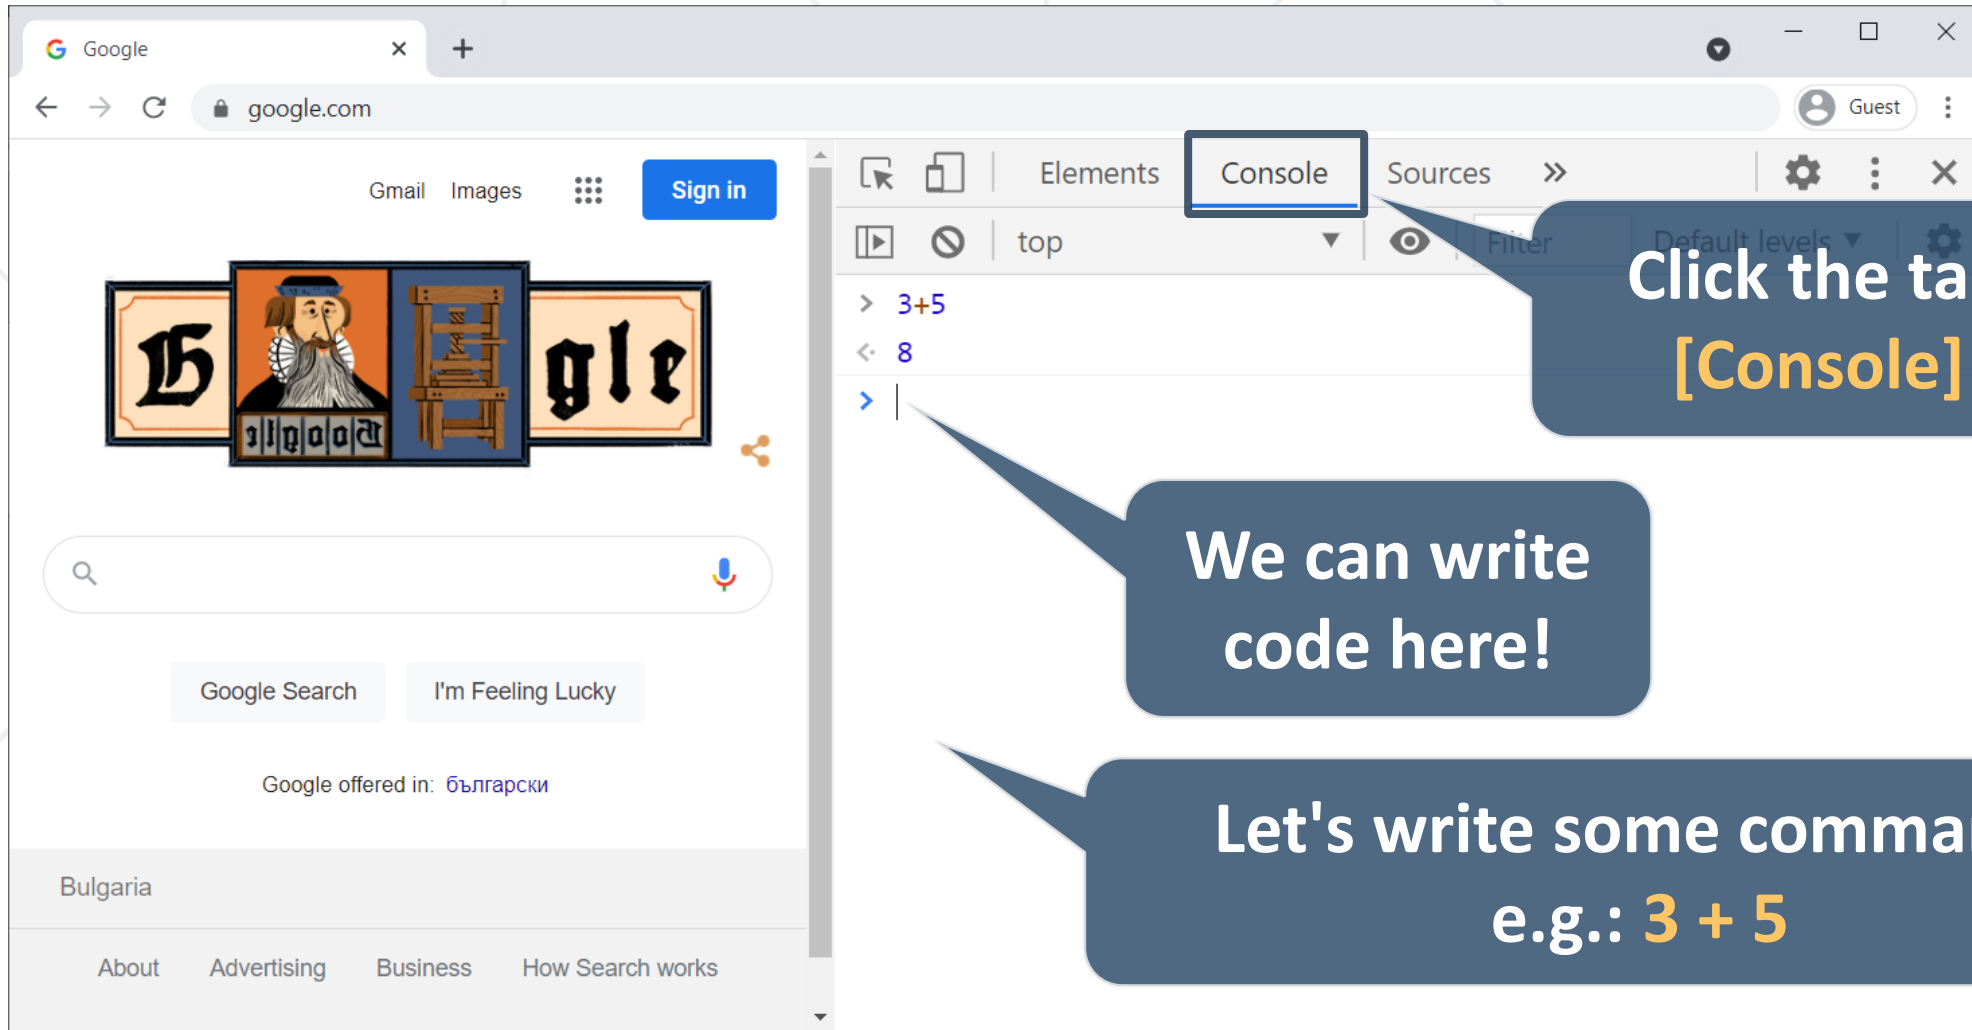 Google
google.com
Guest
Gmail Images
Sign in
Elements Console Sources
top
Filter
Default levels
3+5
8
Click the ta
[Console]
We can write
code here!
Google Search
I'm Feeling Lucky
Google offered in: български
Let's write some comma
e.g.: 3 + 5
Bulgaria
About Advertising Business How Search works